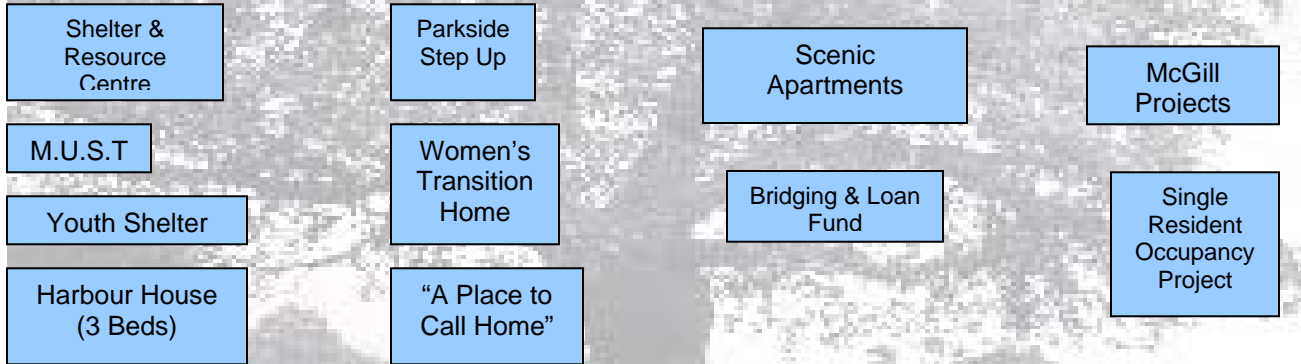 Shelter &
Resource
Centre
M.U.S.T
Youth Shelter
Harbour House
(3 Beds)
Parkside
Step Up
Women’s
Transition
Home
“A Place to
Call Home”
Scenic
Apartments
Bridging & Loan
Fund
McGill
Projects
Single
Resident
Occupancy
Project